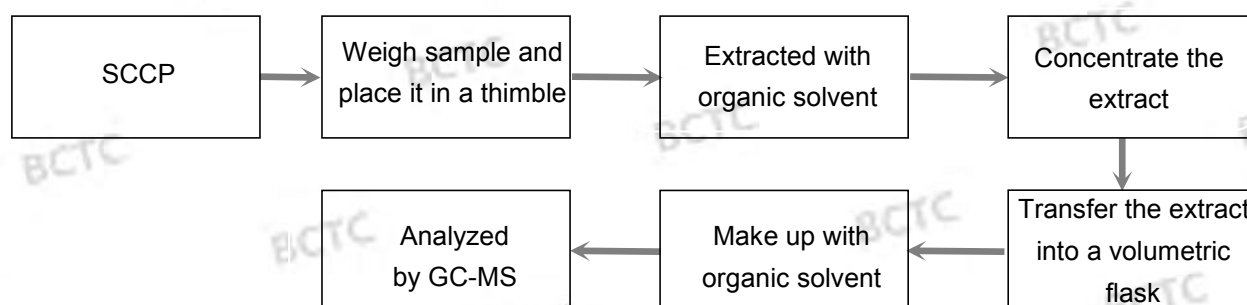 SCCP
Weigh sample and
place it in a thimble
Extracted with
organic solvent
Concentrate the
extract
Transfer the extract
into a volumetric
flask
Make up with
organic solvent
Analyzed
by GC-MS
BCTC
BCTC
BCTC
BCTC
BCTC
BCTC
BCTC